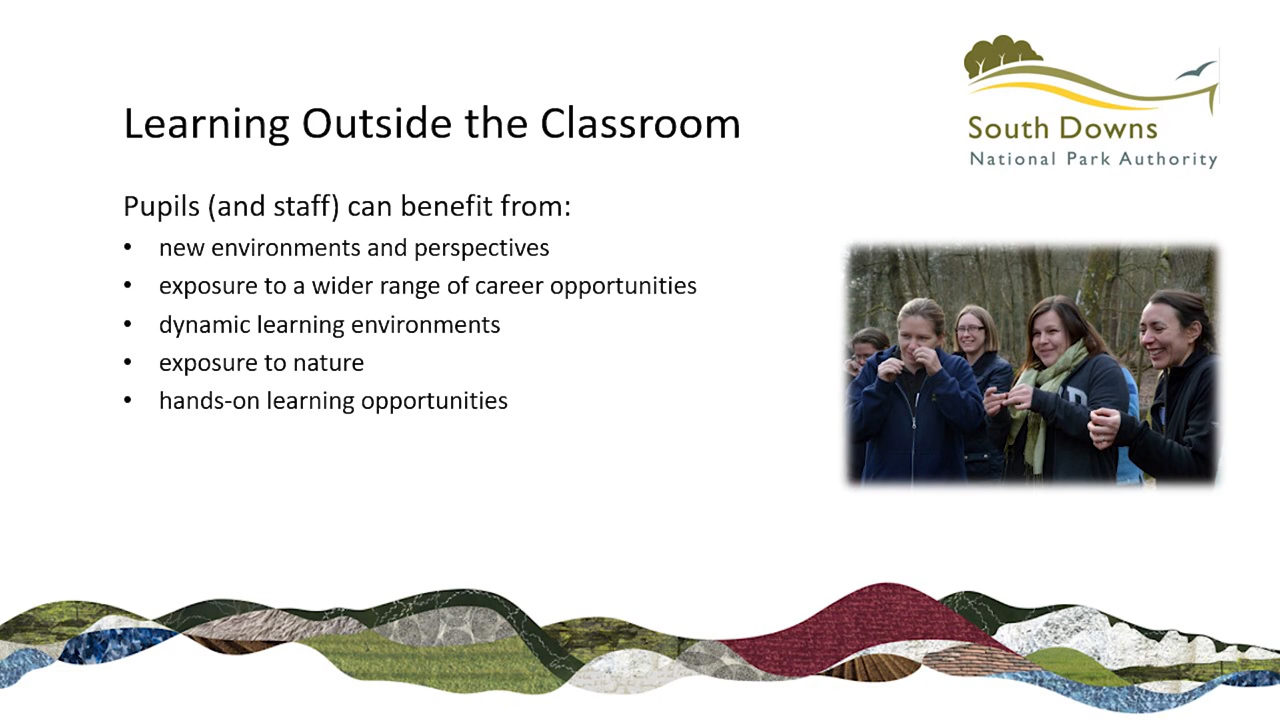 Learning Outside the Classroom
South Downs
National Park Authority
Pupils (and staff) can benefit from:
• new environments and perspectives
• exposure to a wider range of career opportunities
• dynamic learning environments
• exposure to nature
• hands-on learning opportunities